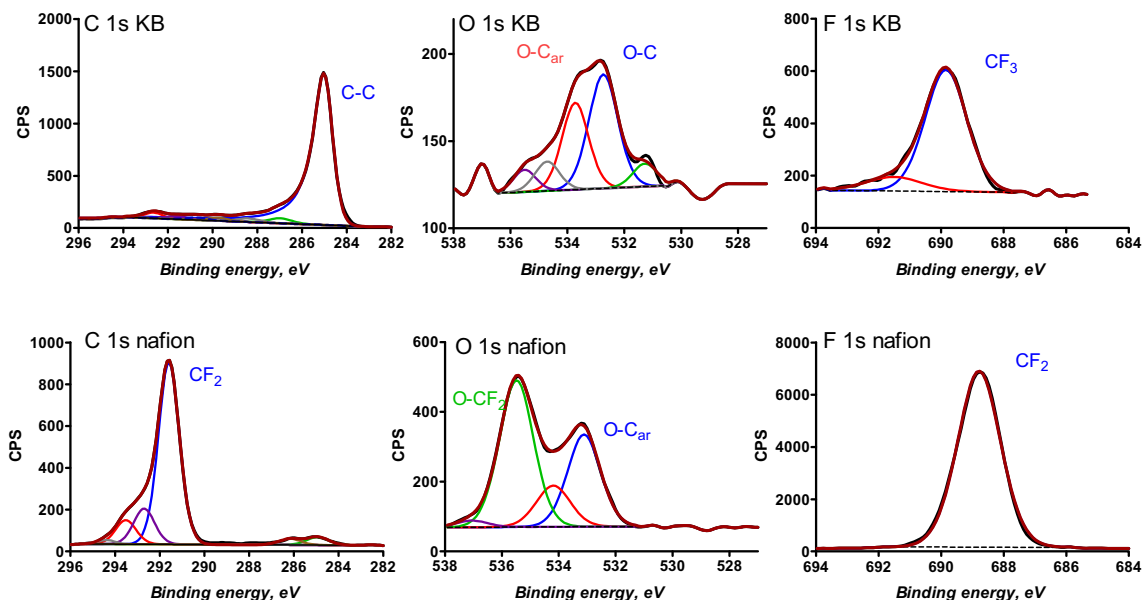 C 1s KB
2000
1500
1000
500
0
CPS
C-C
296 294 292 290 288 286 284 282
Binding energy, eV
O 1s KB
200
150
100
CPS
O-Car
O-C
538 536 534 532 530 528
Binding energy, eV
F 1s KB
800
600
400
200
0
CPS
CF3
694 692 690 688 686 684
Binding energy, eV
C 1s nafion
1000
800
600
400
200
0
CPS
CF2
296 294 292 290 288 286 284 282
Binding energy, eV
O 1s nafion
600
400
200
0
CPS
O-CF2
O-Car
538 536 534 532 530 528
Binding energy, eV
F 1s nafion
8000
6000
4000
2000
0
CPS
CF2
694 692 690 688 686 684
Binding energy, eV